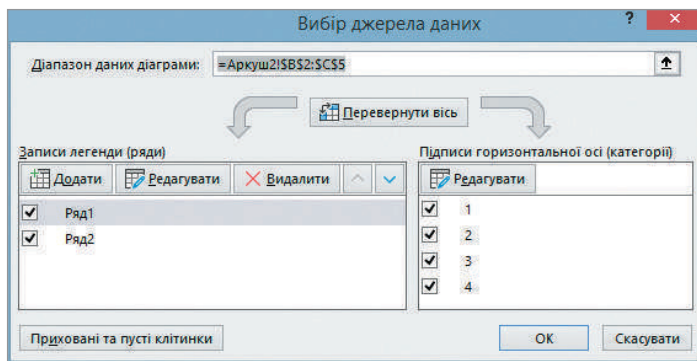 Вибір джерела даних ? ×
Діапазон даних діаграми: =Аркуш2!$B$2:$C$5
Перевернути вісь
Записи легенди (ряди)
Додати Редагувати Видалити
Ряд1
Ряд2
Підписи горизонтальної осі (категорії)
Редагувати
1
2
3
4
Приховані та пусті клітинки
ОК Скасувати